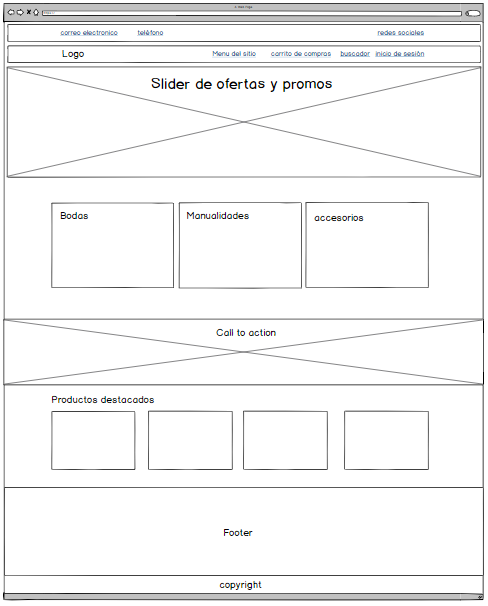 correo electronico teléfono redes sociales
Logo Menu del sitio carrito de compras buscador inicio de sesión
Slider de ofertas y promos
Bodas Manualidades accesorios
Call to action
Productos destacados
Footer
copyright